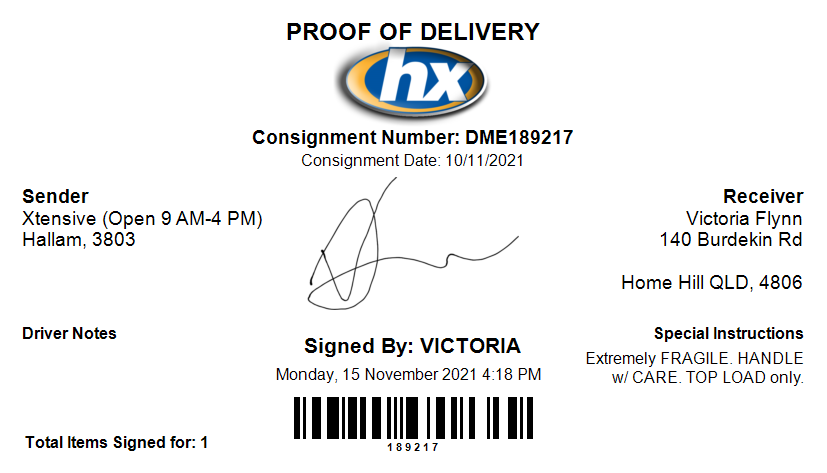 PROOF OF DELIVERY
hx
Consignment Number: DME189217
Consignment Date: 10/11/2021
Sender
Xtensive (Open 9 AM-4 PM)
Hallam, 3803
Receiver
Victoria Flynn
140 Burdekin Rd
Home Hill QLD, 4806
Driver Notes
Signed By: VICTORIA
Monday, 15 November 2021 4:18 PM
Special Instructions
Extremely FRAGILE. HANDLE
w/ CARE. TOP LOAD only.
Total Items Signed for: 1
189217